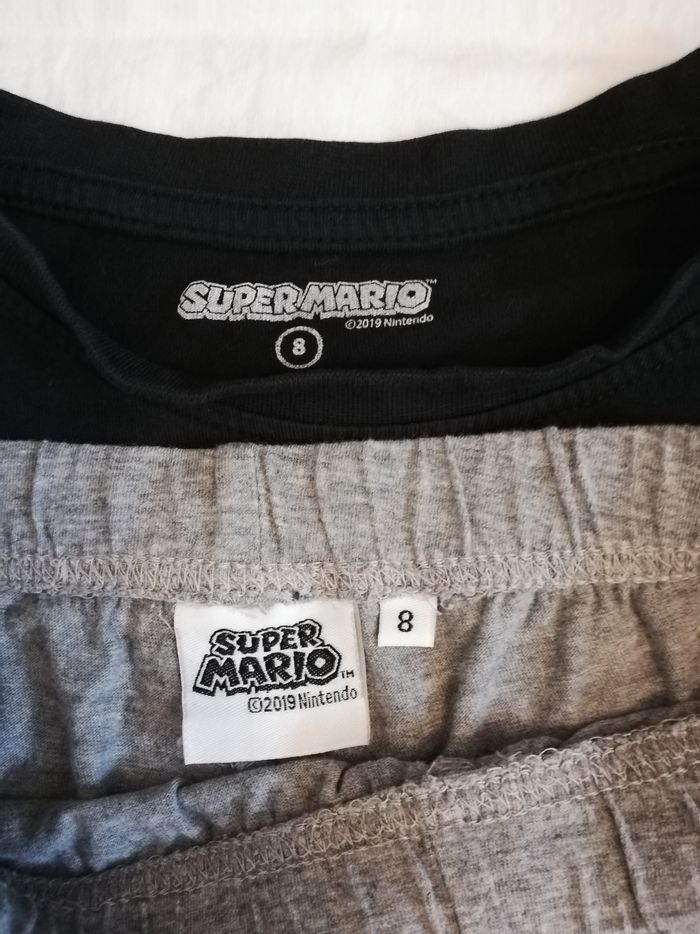 SUPER MARIO™
©2019 Nintendo
8
SUPER
MARIO™
©2019 Nintendo
8